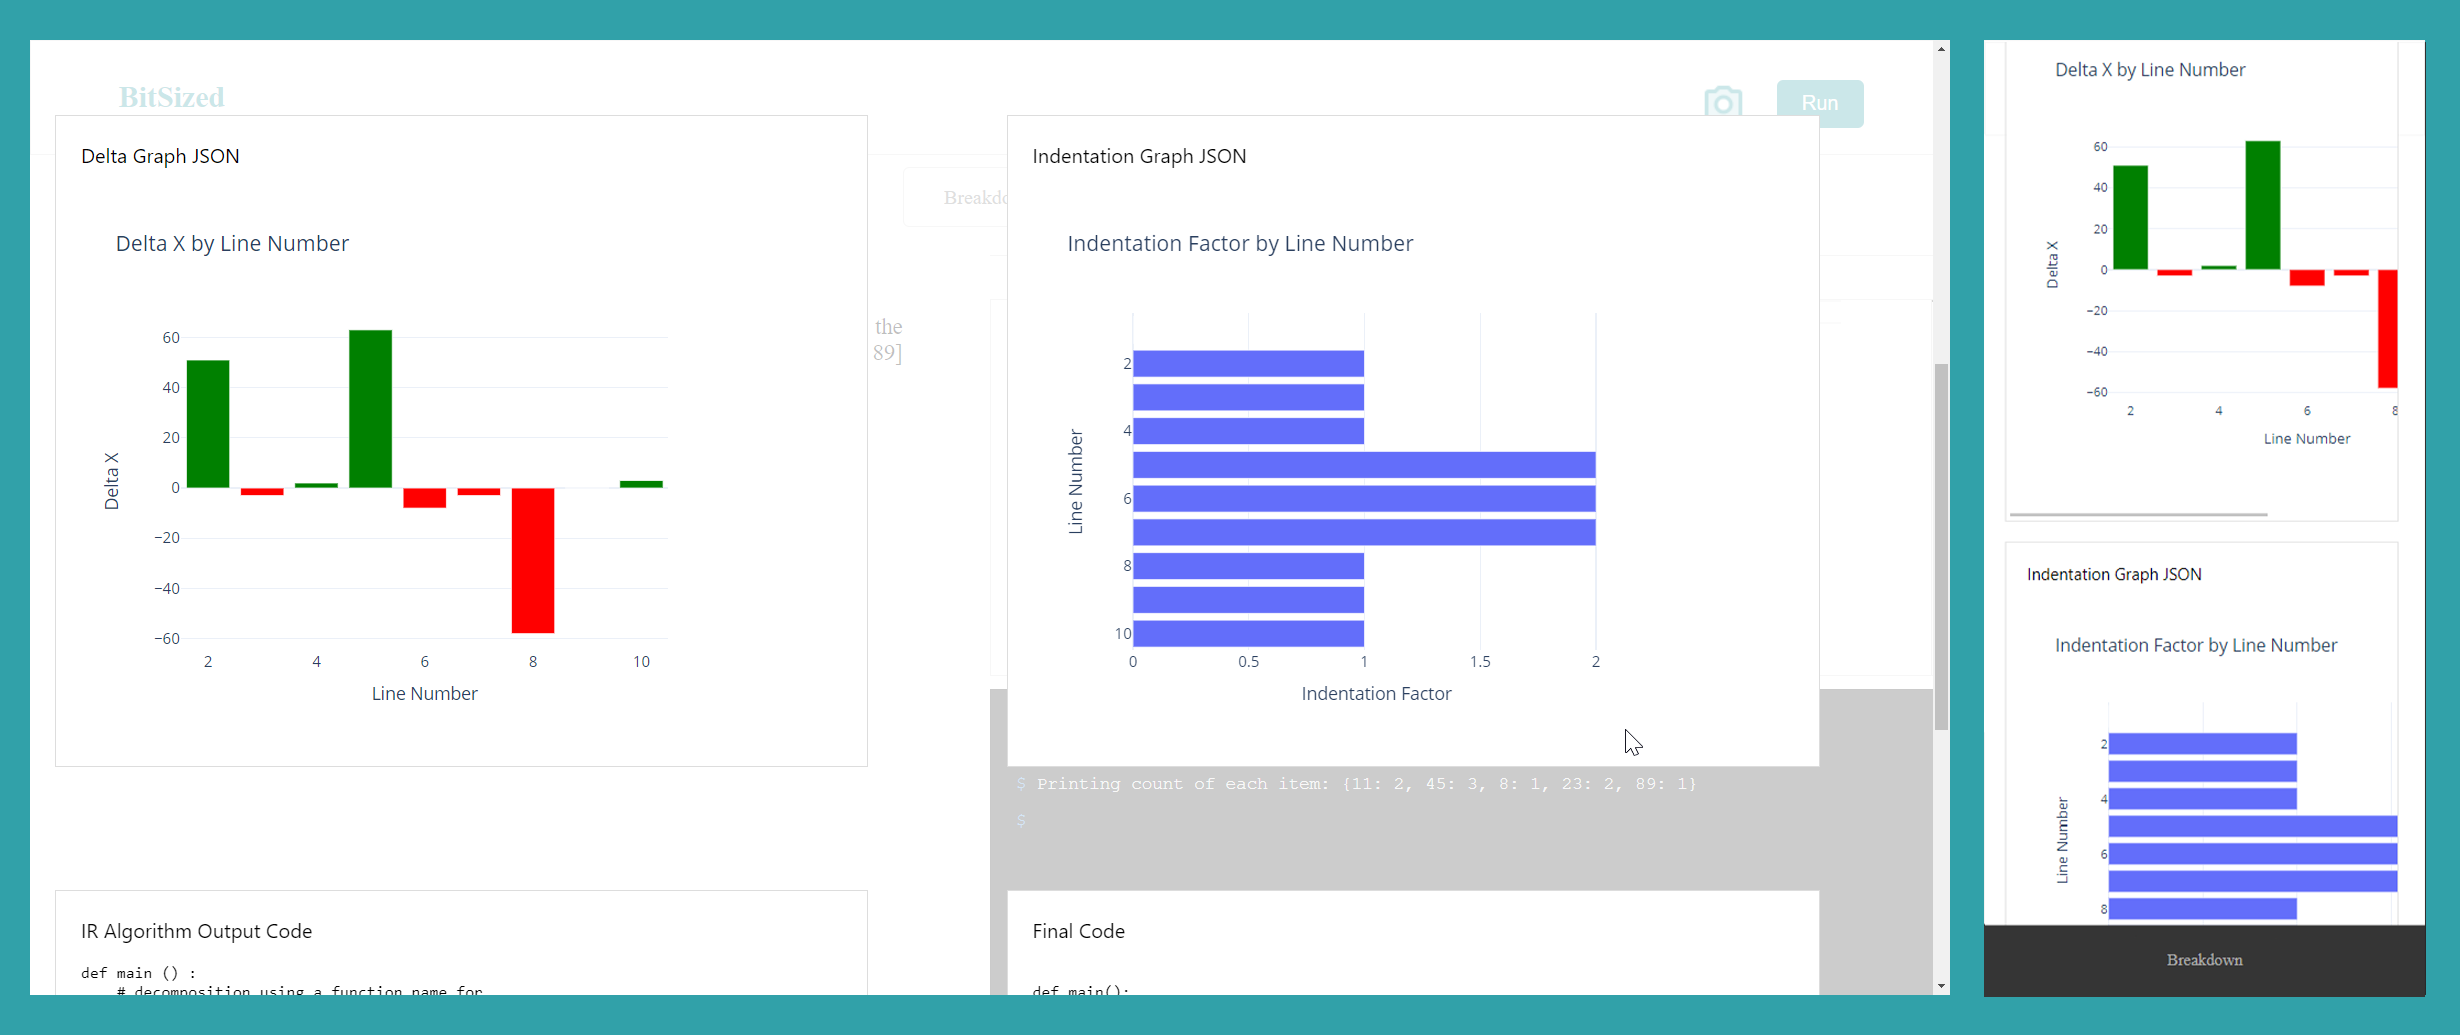 BitSized
Run
Delta Graph JSON
Breakdo
Delta X by Line Number
60
40
20
0
−20
−40
−60
Delta X
2 4 6 8 10
Line Number
the
89]
Indentation Graph JSON
Indentation Factor by Line Number
2
4
6
8
10
Line Number
0 0.5 1 1.5 2
Indentation Factor
$ Printing count of each item: {11: 2, 45: 3, 8: 1, 23: 2, 89: 1}
$
IR Algorithm Output Code
def main () :
# decomposition using a function name for
Final Code
def main():
Delta X by Line Number
60
40
20
0
−20
−40
−60
Delta X
2 4 6 8
Line Number
Indentation Graph JSON
Indentation Factor by Line Number
2
4
6
8
Line Number
Breakdown